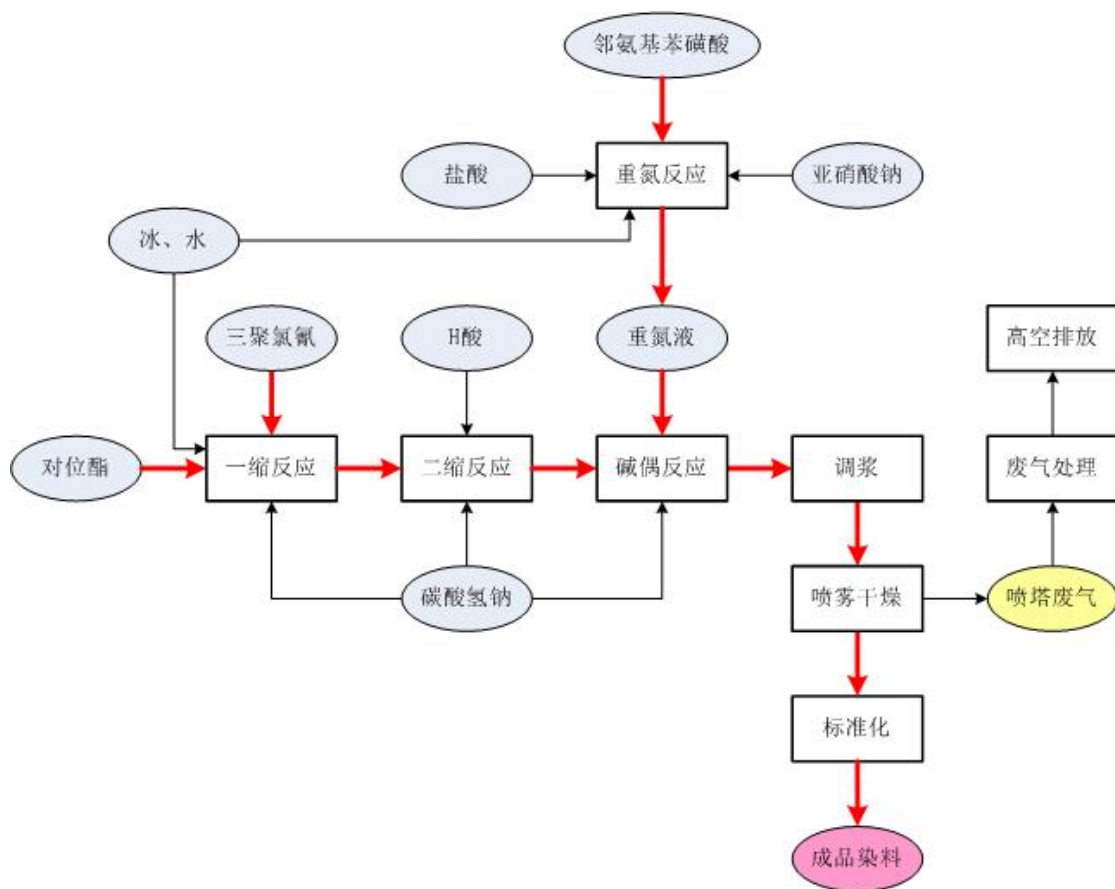 邻氨基苯磺酸
盐酸
重氮反应
亚硝酸钠
冰、水
三聚氯氰
H酸
重氮液
高空排放
对位酯
一缩反应
二缩反应
碱偶反应
调浆
废气处理
碳酸氢钠
喷雾干燥
喷塔废气
标准化
成品染料